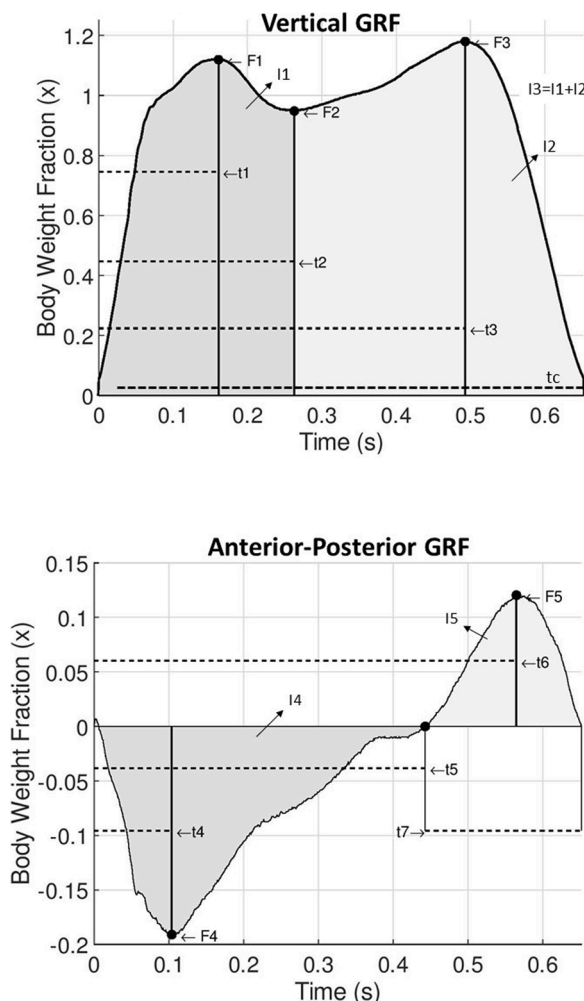 Vertical GRF
1.2
1
0.8
0.6
0.4
0.2
0
Body Weight Fraction (x)
←F1
I1
←F2
←F3
I3=I1+I2
I2
←t1
←t2
←t3
tc
0 0.1 0.2 0.3 0.4 0.5 0.6
Time (s)
Anterior-Posterior GRF
0.15
0.1
0.05
0
-0.05
-0.1
-0.15
-0.2
Body Weight Fraction (x)
I5
←F5
←t6
I4
←t5
←t4
t7→
←F4
0 0.1 0.2 0.3 0.4 0.5 0.6
Time (s)